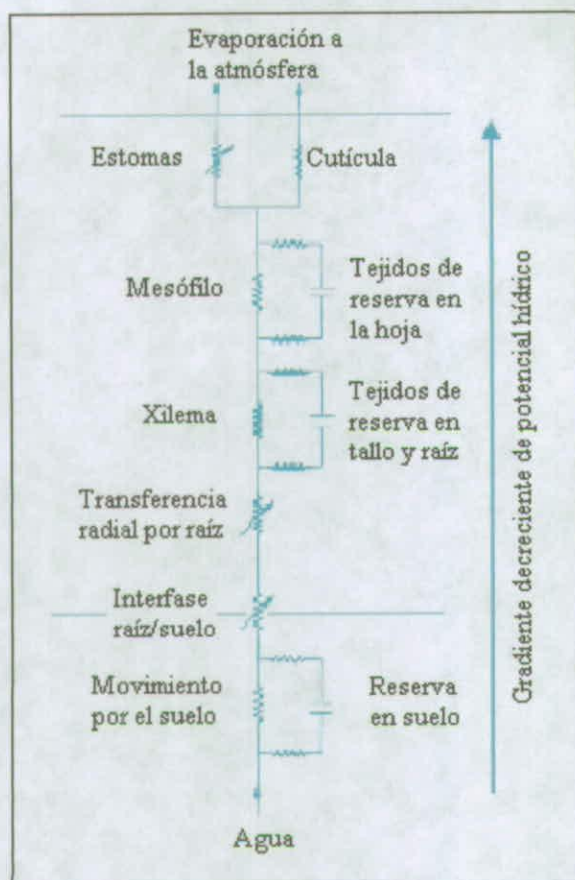 Evaporación a
la atmósfera
Estomas
Cutícula
Mesófilo
Tejidos de
reserva en
la hoja
Xilema
Tejidos de
reserva en
tallo y raíz
Transferencia
radial por raíz
Interfase
raíz/suelo
Movimiento
por el suelo
Reserva
en suelo
Agua
Gradiente decreciente de potencial hídrico